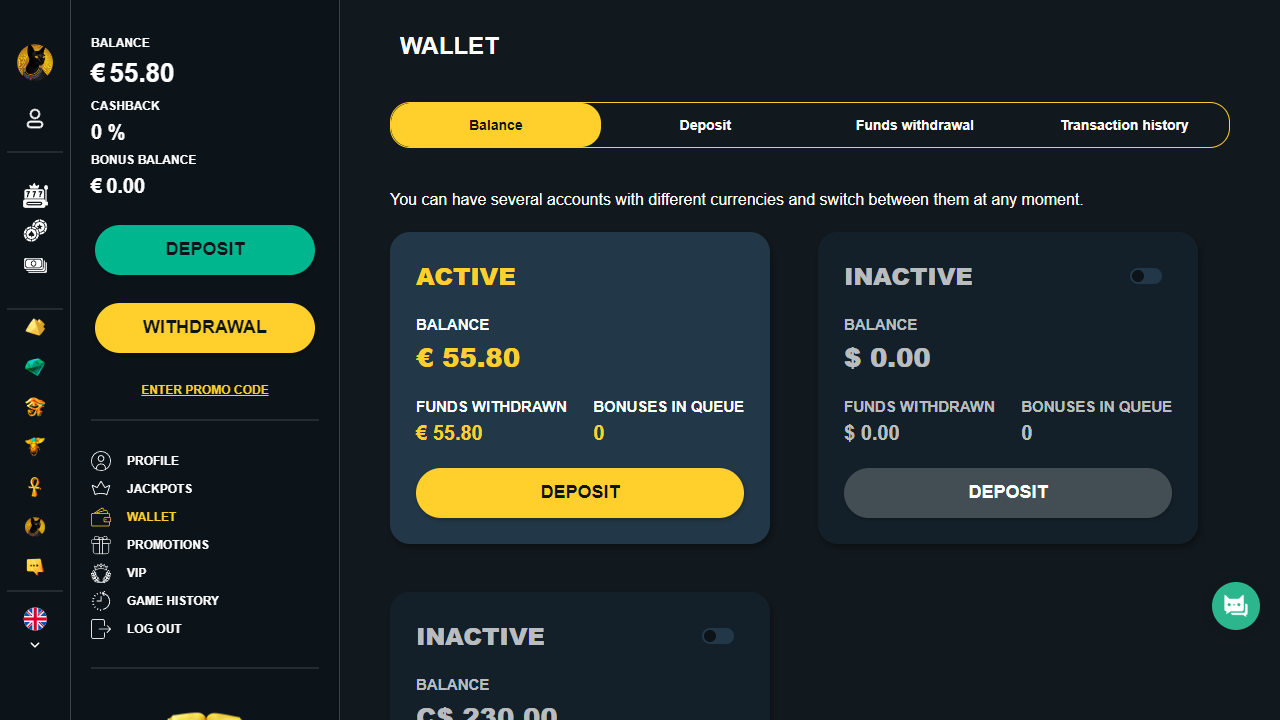 BALANCE
€ 55.80
CASHBACK
0 %
BONUS BALANCE
€ 0.00
DEPOSIT
WITHDRAWAL
ENTER PROMO CODE
PROFILE
JACKPOTS
WALLET
PROMOTIONS
VIP
GAME HISTORY
LOG OUT
WALLET
Balance
Deposit
Funds withdrawal
Transaction history
You can have several accounts with different currencies and switch between them at any moment.
ACTIVE
BALANCE
€ 55.80
FUNDS WITHDRAWN
€ 55.80
BONUSES IN QUEUE
0
DEPOSIT
INACTIVE
BALANCE
$ 0.00
FUNDS WITHDRAWN
$ 0.00
BONUSES IN QUEUE
0
DEPOSIT
INACTIVE
BALANCE
C$ 230.00